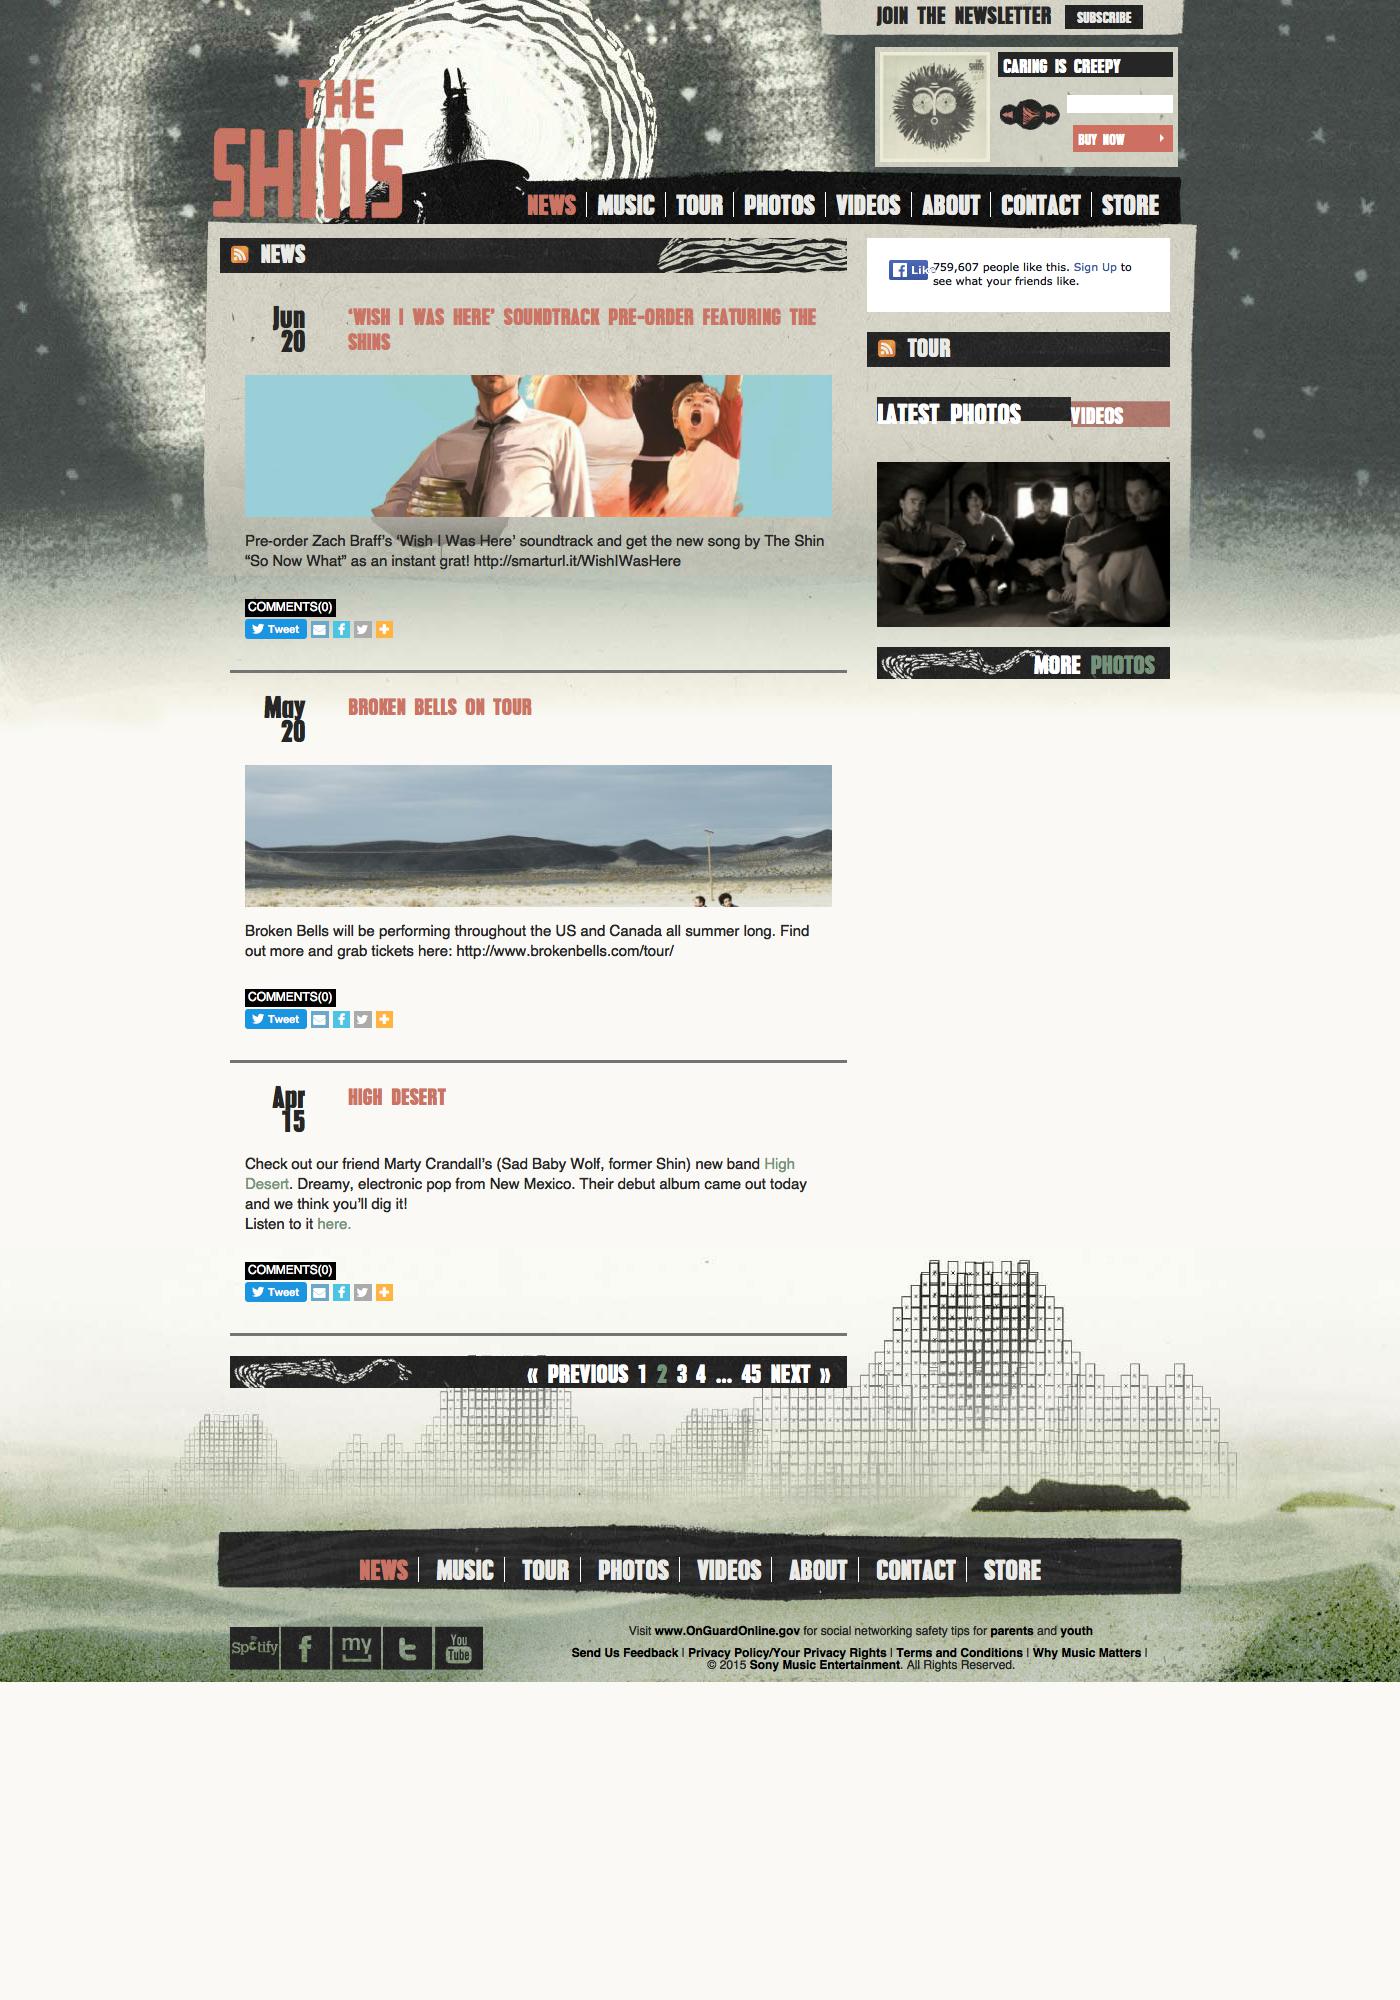 JOIN THE NEWSLETTER SUBSCRIBE
THE
SHINS
CARING IS CREEPY
BUY NOW
NEWS MUSIC TOUR PHOTOS VIDEOS ABOUT CONTACT STORE
NEWS
Jun
20
‘WISH I WAS HERE’ SOUNDTRACK PRE-ORDER FEATURING THE
SHINS
Pre-order Zach Braff’s ‘Wish I Was Here’ soundtrack and get the new song by The Shin
“So Now What” as an instant grat! http://smarturl.it/WishIWasHere
COMMENTS(0)
Tweet
May
20
BROKEN BELLS ON TOUR
Broken Bells will be performing throughout the US and Canada all summer long. Find
out more and grab tickets here: http://www.brokenbells.com/tour/
COMMENTS(0)
Tweet
Apr
15
HIGH DESERT
Check out our friend Marty Crandall’s (Sad Baby Wolf, former Shin) new band High
Desert. Dreamy, electronic pop from New Mexico. Their debut album came out today
and we think you’ll dig it!
Listen to it here.
COMMENTS(0)
Tweet
« PREVIOUS 1 2 3 4 ... 45 NEXT »
Like 759,607 people like this. Sign Up to
see what your friends like.
TOUR
LATEST PHOTOS VIDEOS
MORE PHOTOS
NEWS MUSIC TOUR PHOTOS VIDEOS ABOUT CONTACT STORE
Spotify f my t You
Tube
Visit www.OnGuardOnline.gov for social networking safety tips for parents and youth
Send Us Feedback | Privacy Policy/Your Privacy Rights | Terms and Conditions | Why Music Matters |
© 2015 Sony Music Entertainment. All Rights Reserved.